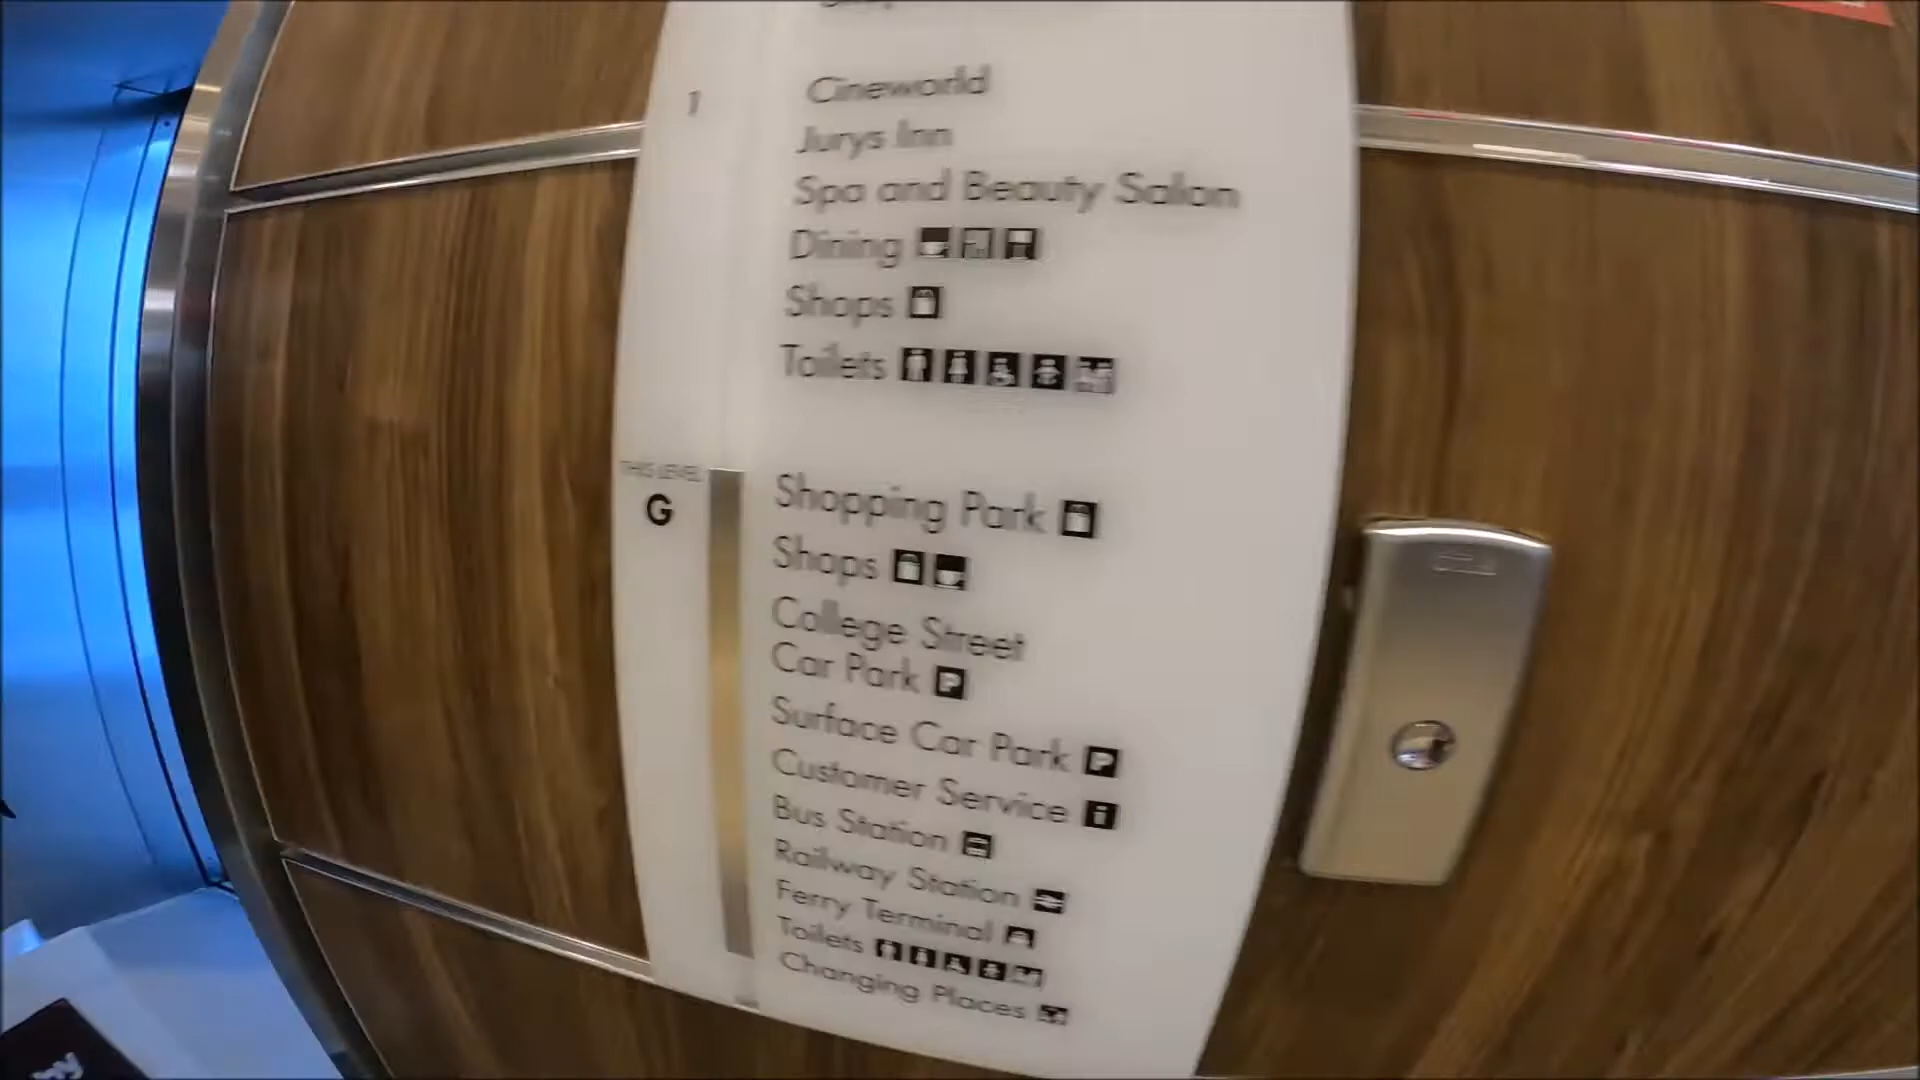 1
Cineworld
Jurys Inn
Spa and Beauty Salon
Dining
Shops
Toilets
THIS LEVEL
G
Shopping Park
Shops
College Street
Car Park P
Surface Car Park P
Customer Service i
Bus Station
Railway Station
Ferry Terminal
Toilets
Changing Places